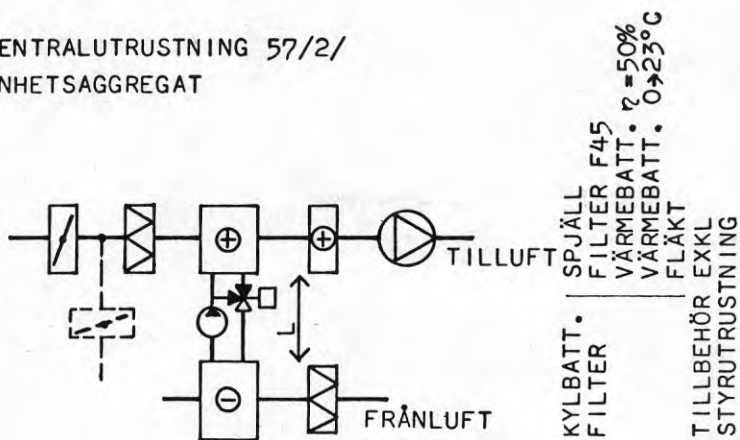 ENTRALUTRUSTNING 57/2/
NHETSAGGREGAT
TILLUFT
L
FRÅNLUFT
KYLBATT.
FILTER
SPJÄLL
FILTER F45
VÄRMEBATT. η=50%
VÄRMEBATT. 0→23°C
FLÄKT
TILLBEHÖR EXKL
STYRUTRUSTNING